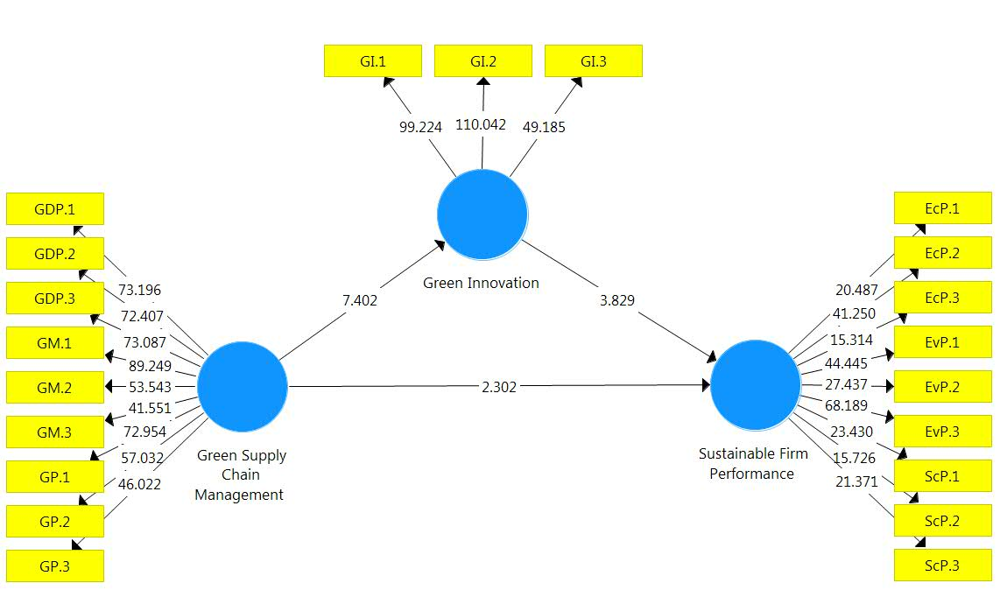 GI.1 GI.2 GI.3
99.224 110.042 49.185
Green Innovation
7.402
3.829
2.302
GDP.1
GDP.2
GDP.3
GM.1
GM.2
GM.3
GP.1
GP.2
GP.3
73.196
72.407
73.087
89.249
53.543
41.551
72.954
57.032
46.022
Green Supply
Chain
Management
Sustainable Firm
Performance
20.487
41.250
15.314
44.445
27.437
68.189
23.430
15.726
21.371
EcP.1
EcP.2
EcP.3
EvP.1
EvP.2
EvP.3
ScP.1
ScP.2
ScP.3